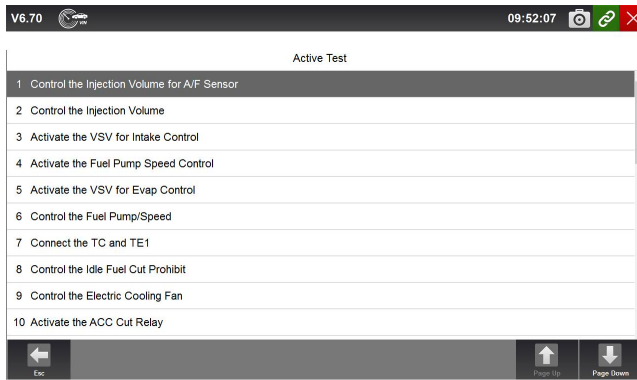 V6.70
VIN
09:52:07
Active Test
1 Control the Injection Volume for A/F Sensor
2 Control the Injection Volume
3 Activate the VSV for Intake Control
4 Activate the Fuel Pump Speed Control
5 Activate the VSV for Evap Control
6 Control the Fuel Pump/Speed
7 Connect the TC and TE1
8 Control the Idle Fuel Cut Prohibit
9 Control the Electric Cooling Fan
10 Activate the ACC Cut Relay
Esc
Page Up
Page Down